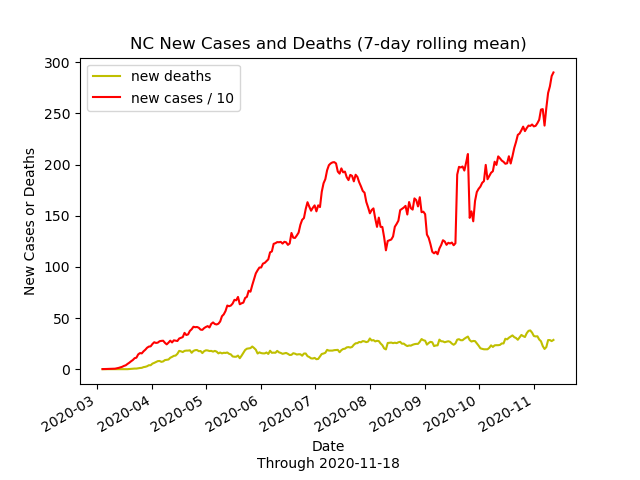 NC New Cases and Deaths (7-day rolling mean)
new deaths
new cases / 10
300
250
200
150
100
50
0
New Cases or Deaths
2020-03
2020-04
2020-05
2020-06
2020-07
2020-08
2020-09
2020-10
2020-11
Date
Through 2020-11-18